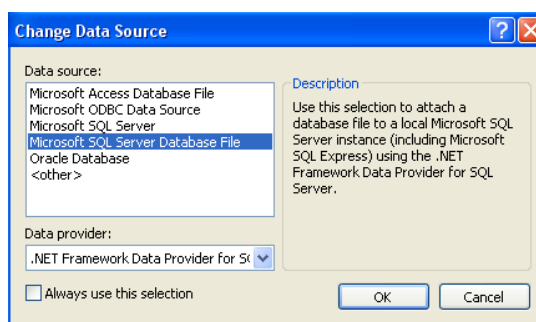 Change Data Source
Data source:
Microsoft Access Database File
Microsoft ODBC Data Source
Microsoft SQL Server
Microsoft SQL Server Database File
Oracle Database
<other>
Description
Use this selection to attach a
database file to a local Microsoft SQL
Server instance (including Microsoft
SQL Express) using the .NET
Framework Data Provider for SQL
Server.
Data provider:
.NET Framework Data Provider for S
Always use this selection
OK
Cancel